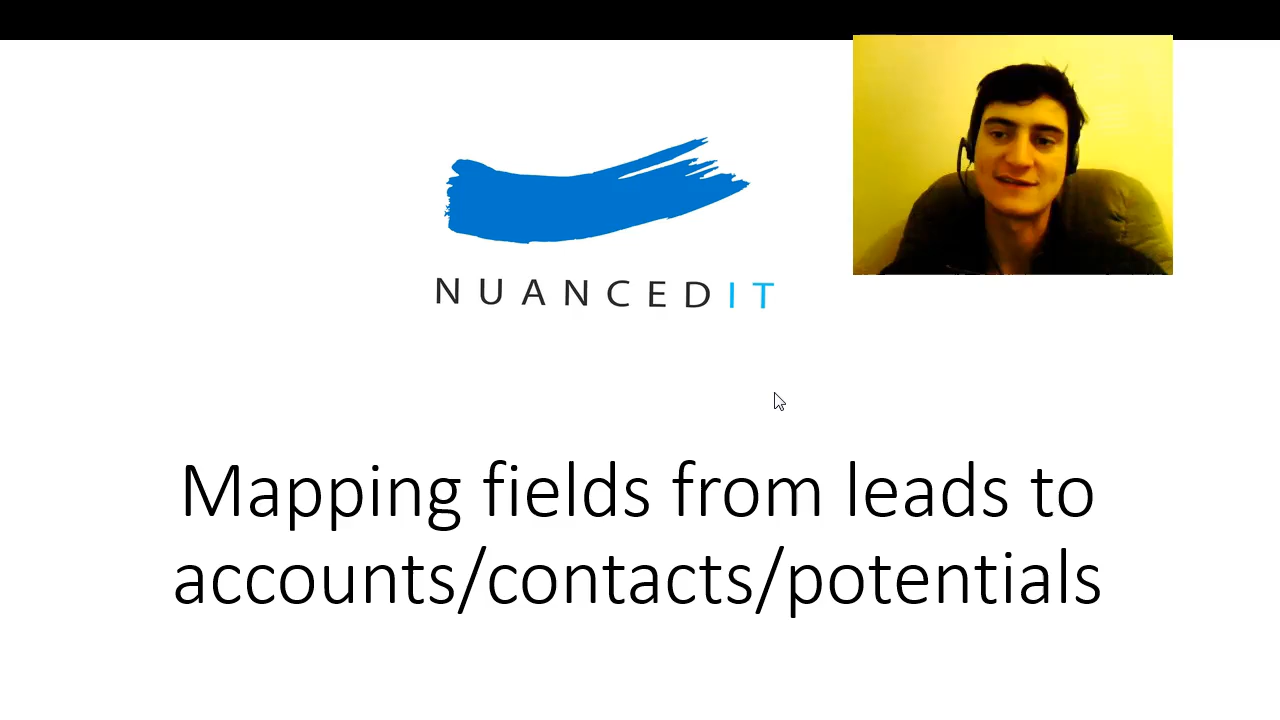 NUANCEDIT
Mapping fields from leads to
accounts/contacts/potentials